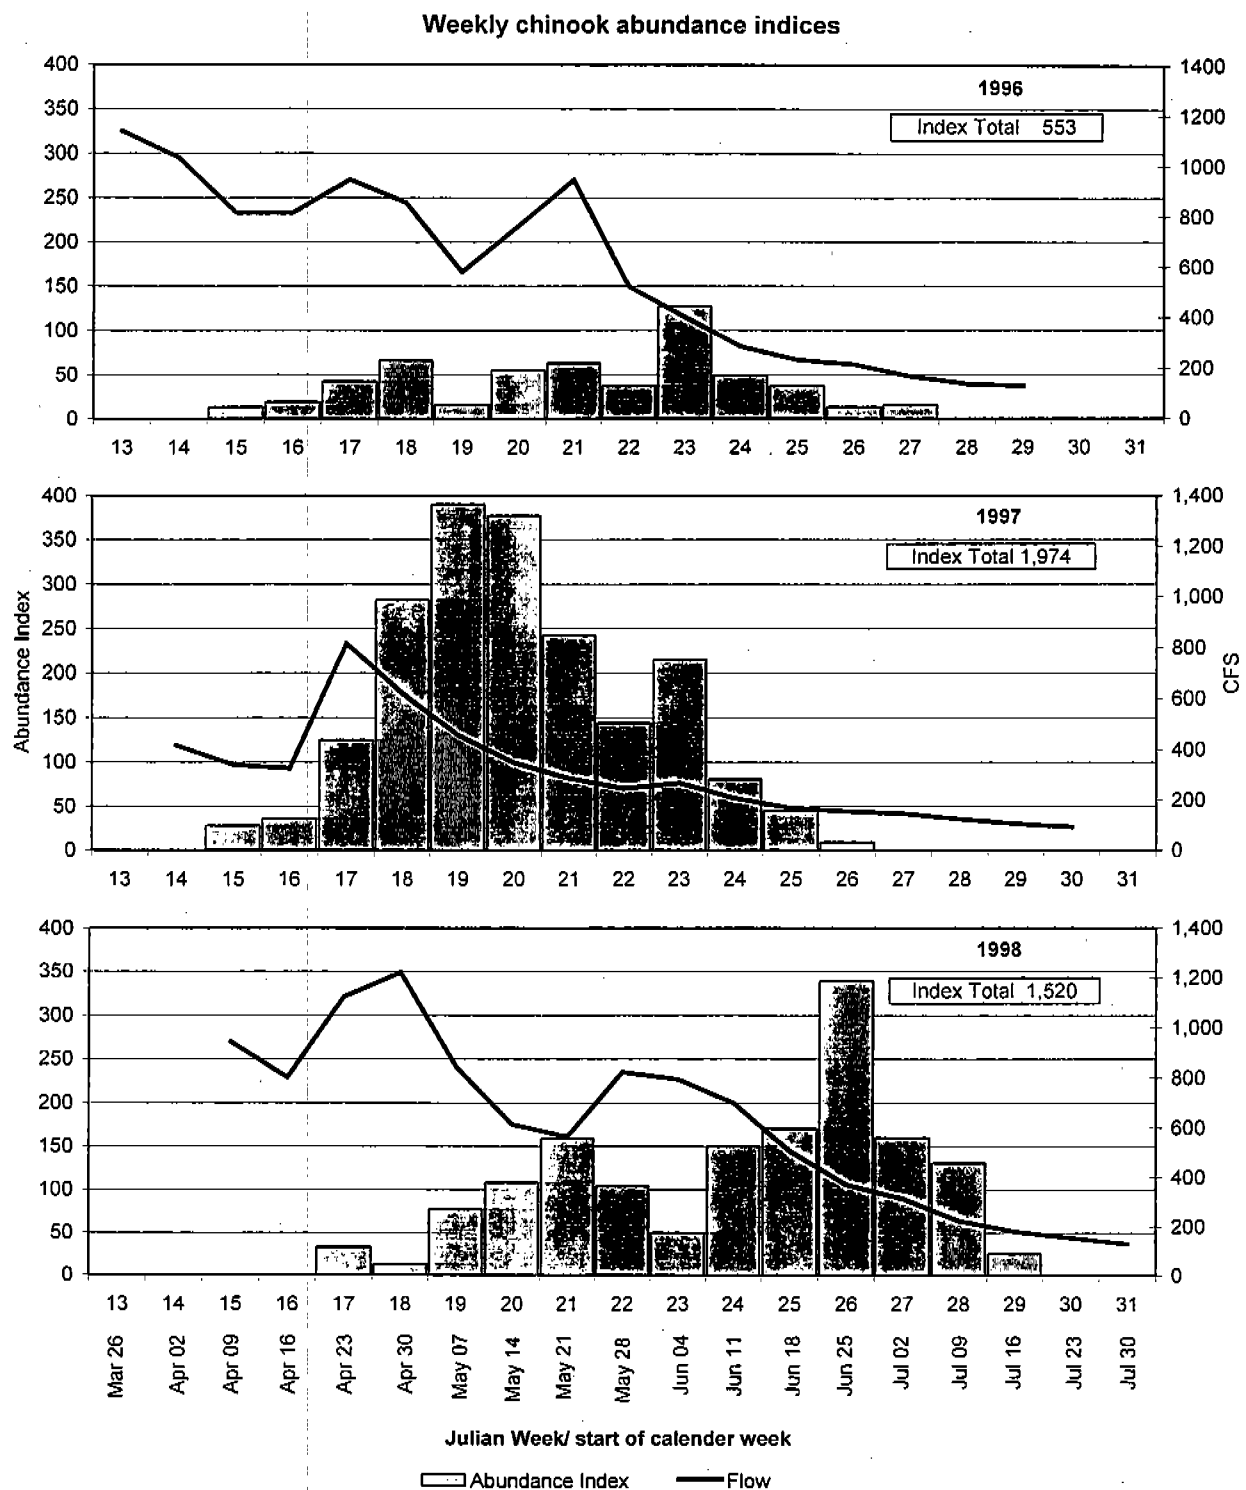 Weekly chinook abundance indices
400 350 300 250 200 150 100 50 0
1996
Index Total 553
1400 1200 1000 800 600 400 200 0
13 14 15 16 17 18 19 20 21 22 23 24 25 26 27 28 29 30 31
Abundance Index
400 350 300 250 200 150 100 50 0
1997
Index Total 1,974
1,400 1,200 1,000 800 600 400 200 0
CFS
13 14 15 16 17 18 19 20 21 22 23 24 25 26 27 28 29 30 31
400 350 300 250 200 150 100 50 0
1998
Index Total 1,520
1,400 1,200 1,000 800 600 400 200 0
13 14 15 16 17 18 19 20 21 22 23 24 25 26 27 28 29 30 31
Mar 26 Apr 02 Apr 09 Apr 16 Apr 23 Apr 30 May 07 May 14 May 21 May 28 Jun 04 Jun 11 Jun 18 Jun 25 Jul 02 Jul 09 Jul 16 Jul 23 Jul 30
Julian Week/ start of calender week
Abundance Index Flow